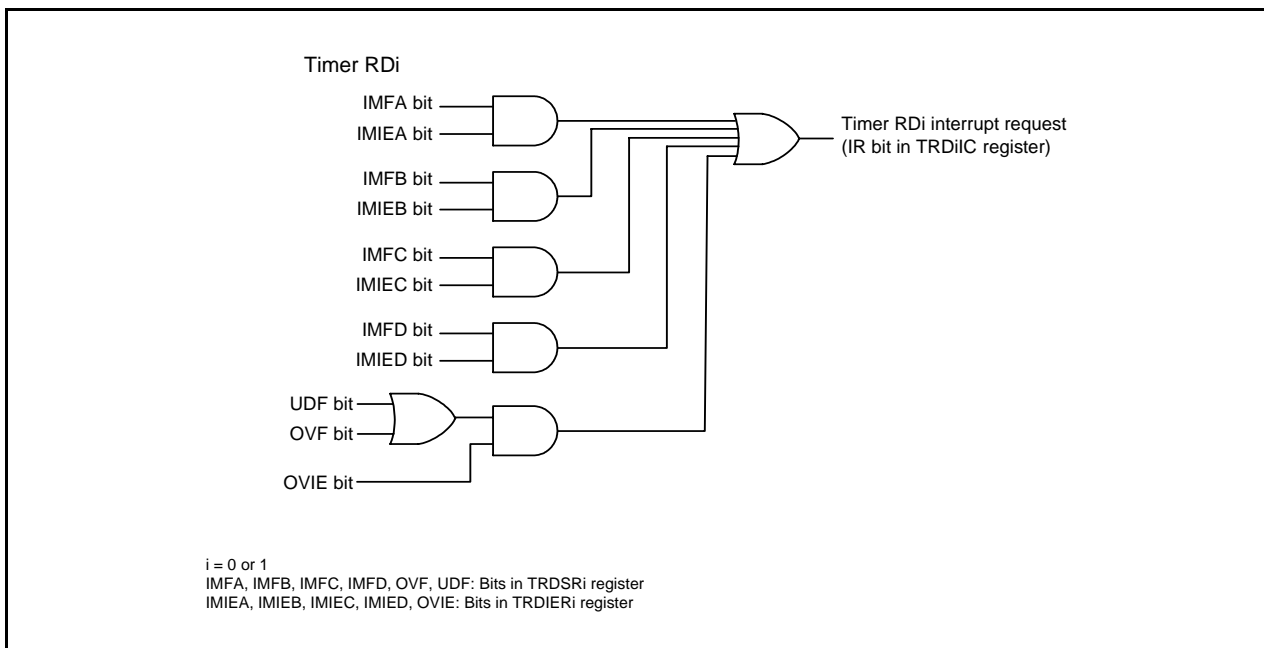 Timer RDi
IMFA bit
IMIEA bit
Timer RDi interrupt request
(IR bit in TRDiIC register)
IMFB bit
IMIEB bit
IMFC bit
IMIEC bit
IMFD bit
IMIED bit
UDF bit
OVF bit
OVIE bit
i = 0 or 1
IMFA, IMFB, IMFC, IMFD, OVF, UDF: Bits in TRDSRi register
IMIEA, IMIEB, IMIEC, IMIED, OVIE: Bits in TRDIERi register